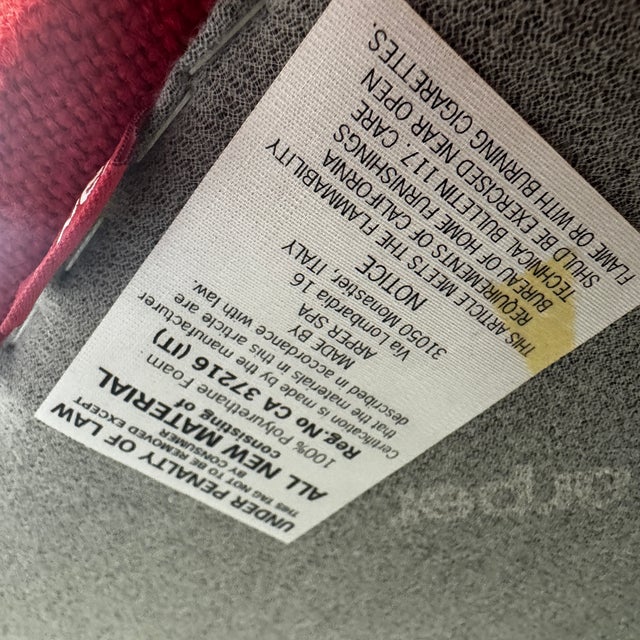 UNDER PENALTY OF LAW
THIS TAG NOT BE REMOVED EXCEPT
BY CONSUMER
ALL NEW MATERIAL
consisting of
100% Polyurethane Foam
Reg.No CA 37216 (IT)
Certification is made by the manufacturer
that the materials in this article are
described in accordance with law.
MADE BY
ARPER SPA
Via Lombardia 16
31050 Monastier, ITALY
NOTICE
THIS ARTICLE MEETS THE FLAMMABILITY
REQUIREMENTS OF CALIFORNIA
BUREAU OF HOME FURNISHINGS
TECHNICAL BULLETIN 117. CARE
SHULD BE EXERCISED NEAR OPEN
FLAME OR WITH BURNING CIGARETTES.
arper